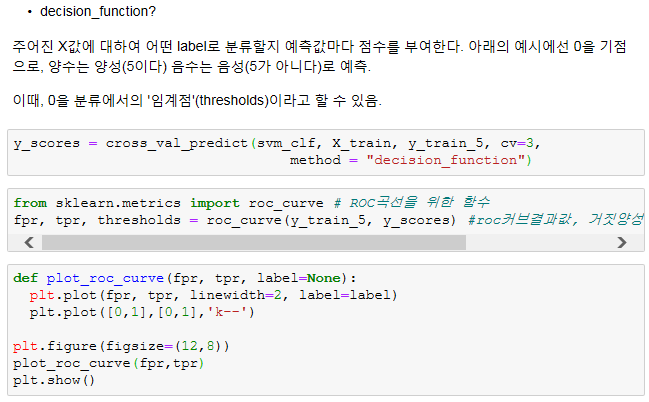 • decision_function?
주어진 X값에 대하여 어떤 label로 분류할지 예측값마다 점수를 부여한다. 아래의 예시에선 0을 기점
으로, 양수는 양성(5이다) 음수는 음성(5가 아니다)로 예측.
이때, 0을 분류에서의 '임계점'(thresholds)이라고 할 수 있음.
y_scores = cross_val_predict(svm_clf, X_train, y_train_5, cv=3,
method = "decision_function")
from sklearn.metrics import roc_curve # ROC곡선을 위한 함수
fpr, tpr, thresholds = roc_curve(y_train_5, y_scores) #roc커브결과값, 거짓양성
def plot_roc_curve(fpr, tpr, label=None):
plt.plot(fpr, tpr, linewidth=2, label=label)
plt.plot([0,1],[0,1],'k--')
plt.figure(figsize=(12,8))
plot_roc_curve(fpr,tpr)
plt.show()